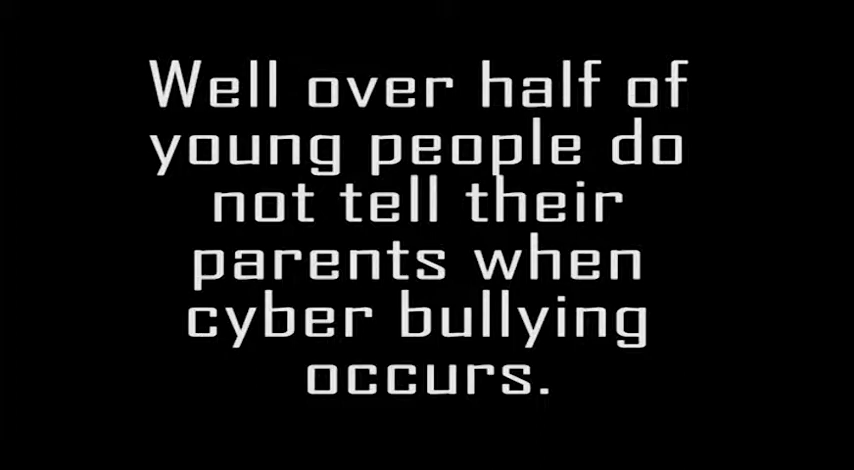 Well over half of
young people do
not tell their
parents when
cyber bullying
occurs.